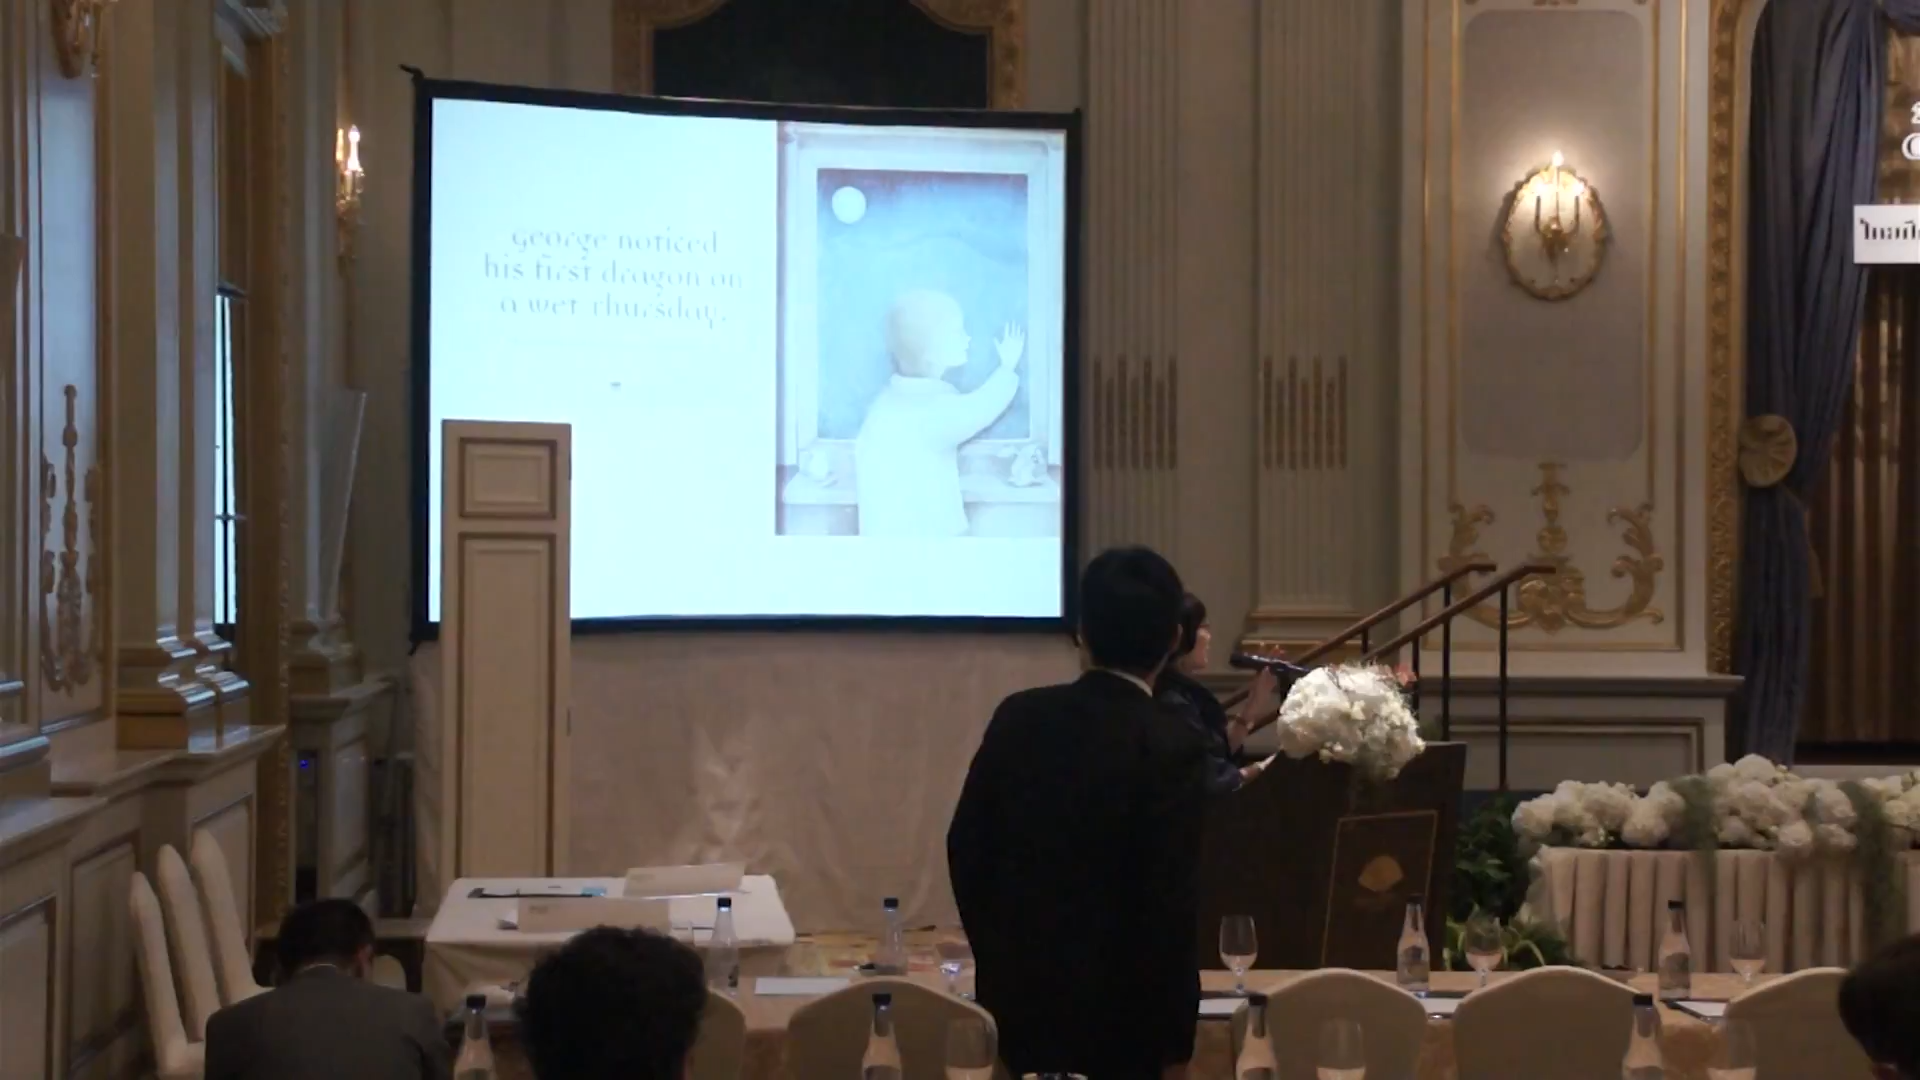 George noticed
his first dragon on
a wet Thursday.